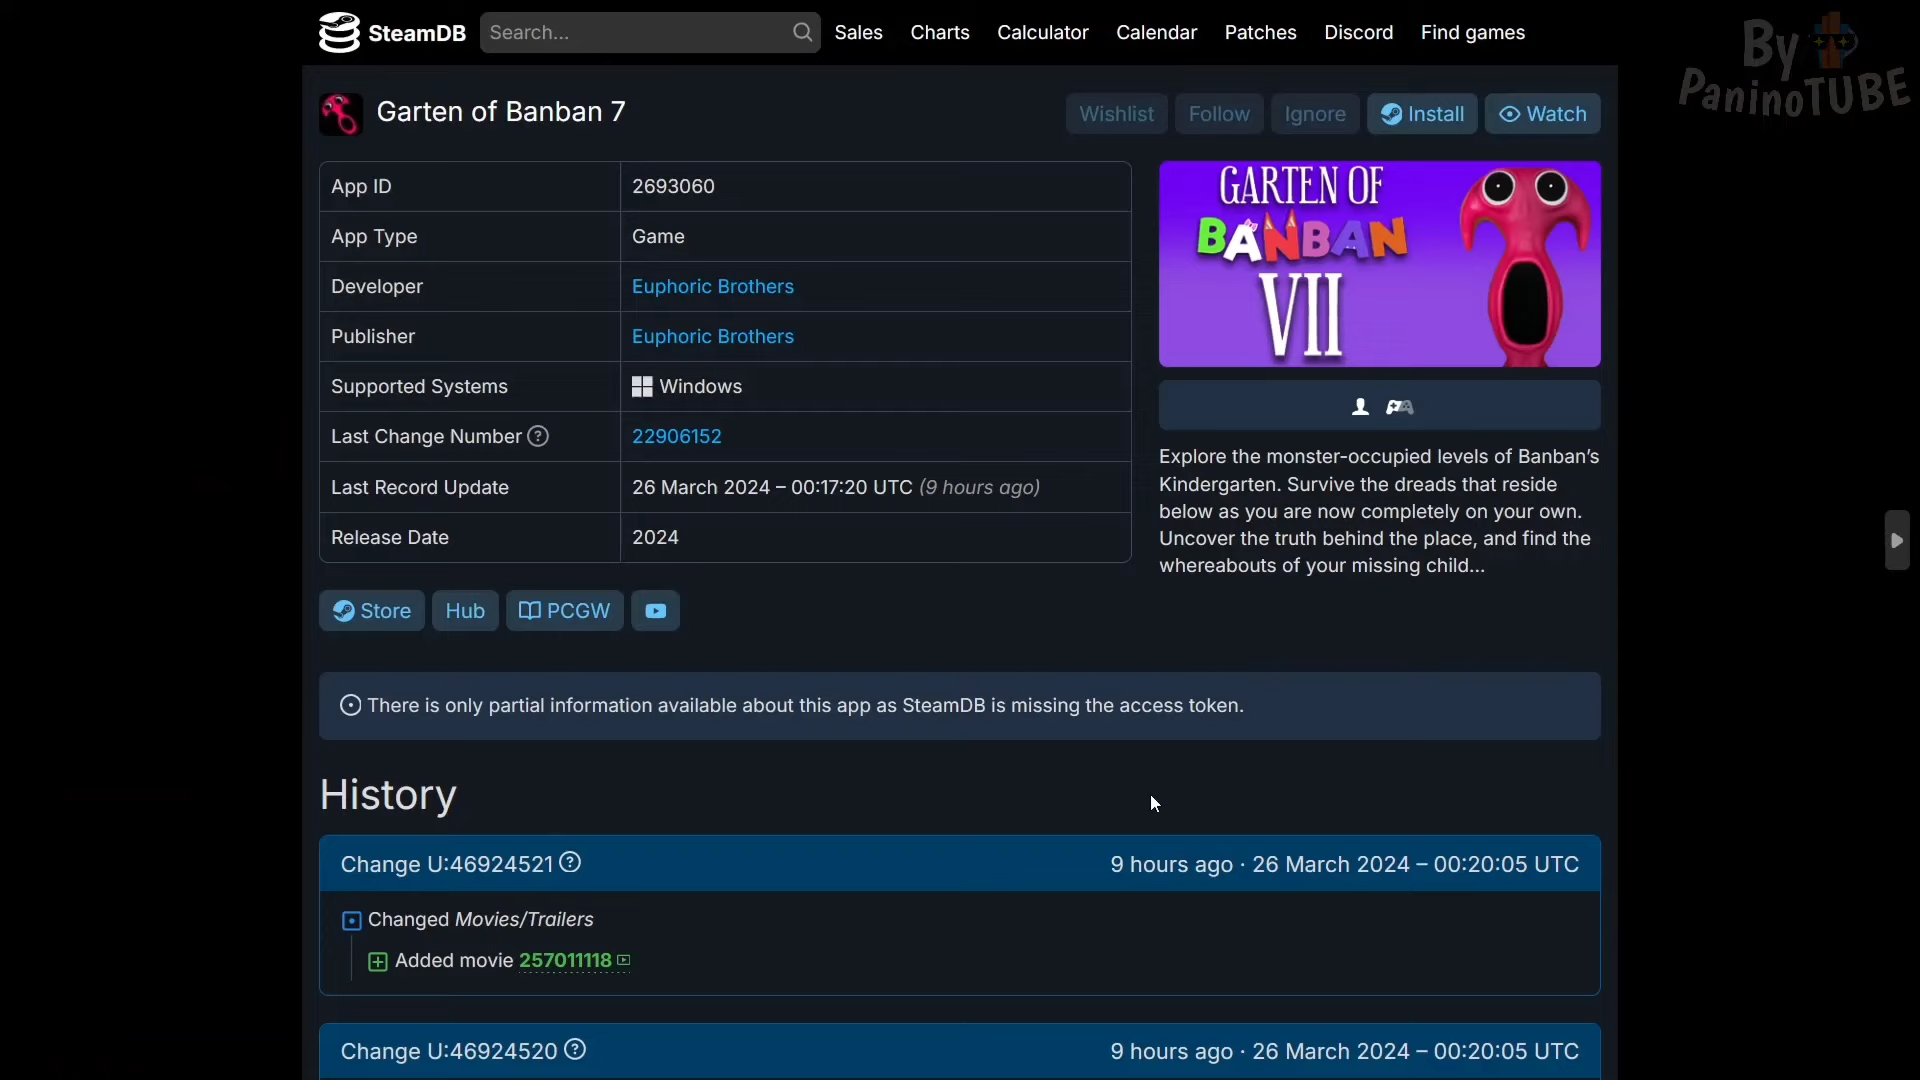 SteamDB Search... Sales Charts Calculator Calendar Patches Discord Find games
By
PaninoTUBE
Garten of Banban 7
Wishlist Follow Ignore Install Watch
App ID 2693060
App Type Game
Developer Euphoric Brothers
Publisher Euphoric Brothers
Supported Systems Windows
Last Change Number 22906152
Last Record Update 26 March 2024 – 00:17:20 UTC (9 hours ago)
Release Date 2024
GARTEN OF
BANBAN
VII
Explore the monster-occupied levels of Banban’s
Kindergarten. Survive the dreads that reside
below as you are now completely on your own.
Uncover the truth behind the place, and find the
whereabouts of your missing child...
Store Hub PCGW
There is only partial information available about this app as SteamDB is missing the access token.
History
Change U:46924521 9 hours ago · 26 March 2024 – 00:20:05 UTC
Changed Movies/Trailers
Added movie 257011118
Change U:46924520 9 hours ago · 26 March 2024 – 00:20:05 UTC